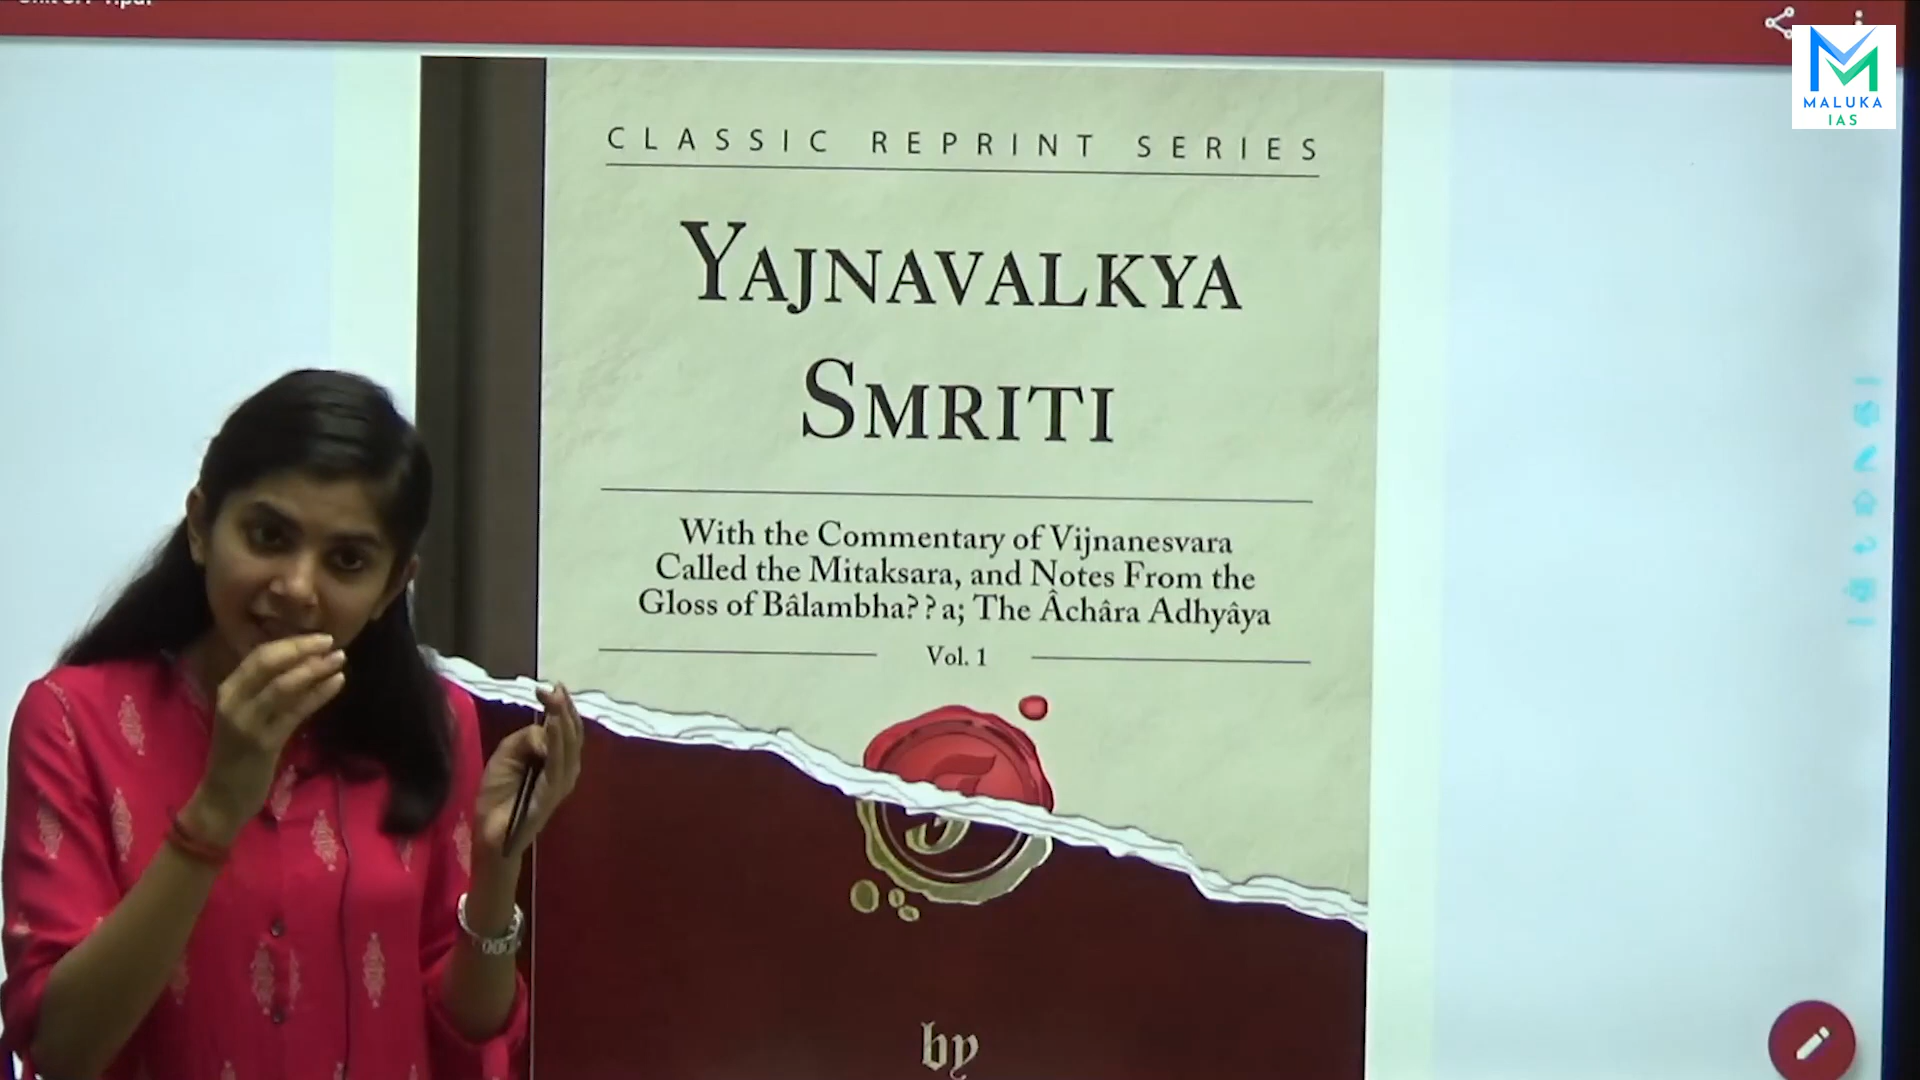 MALUKA
IAS
CLASSIC REPRINT SERIES
YAJNAVALKYA
SMRITI
With the Commentary of Vijnanesvara
Called the Mitaksara, and Notes From the
Gloss of Bâlambha??a; The Âchâra Adhyâya
Vol. 1
by